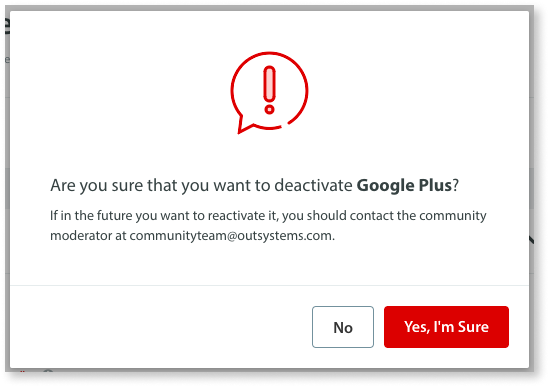 Are you sure that you want to deactivate Google Plus?
If in the future you want to reactivate it, you should contact the community
moderator at communityteam@outsystems.com.
No
Yes, I'm Sure